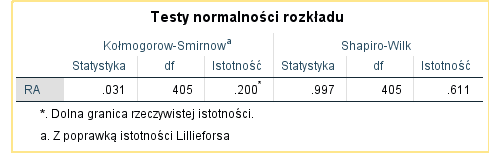 Testy normalności rozkładu
Kołmogorow-Smirnowᵃ Shapiro-Wilk
Statystyka df Istotność Statystyka df Istotność
RA .031 405 .200* .997 405 .611
*. Dolna granica rzeczywistej istotności.
a. Z poprawką istotności Lillieforsa